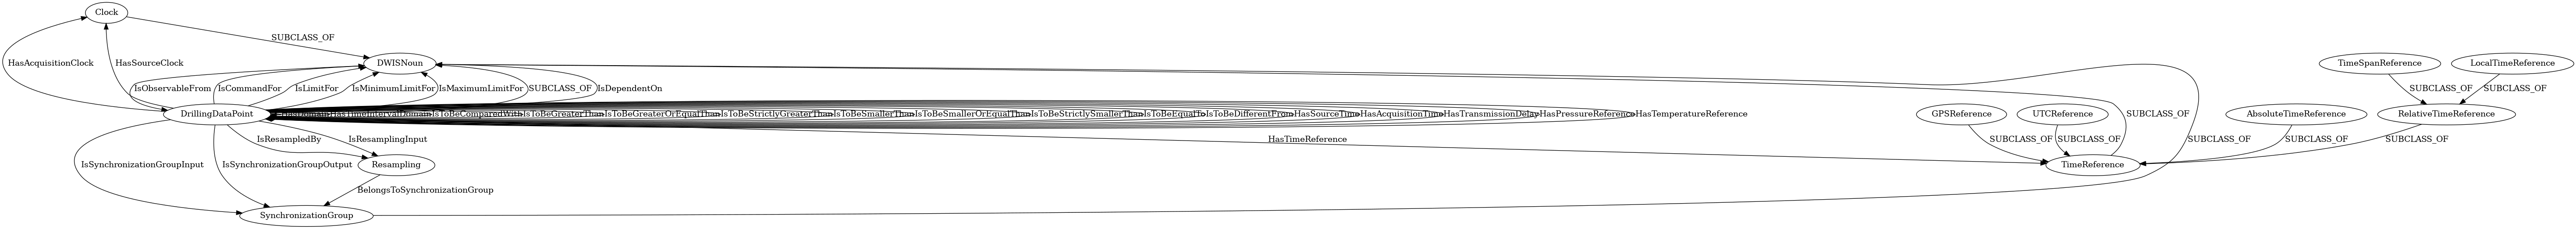 Clock
SUBCLASS_OF
HasAcquisitionClock
HasSourceClock
DWISNoun
TimeSpanReference
LocalTimeReference
IsObservableFrom
IsCommandFor
IsLimitFor
IsMinimumLimitFor
IsMaximumLimitFor
SUBCLASS_OF
IsDependentOn
SUBCLASS_OF
SUBCLASS_OF
DrillingDataPoint
HasTimeIntervalDomain
IsToBeComparedWith
IsToBeGreaterThan
IsToBeGreaterOrEqualThan
IsToBeStrictlyGreaterThan
IsToBeSmallerThan
IsToBeSmallerOrEqualThan
IsToBeStrictlySmallerThan
IsToBeEqualTo
IsToBeDifferentFrom
HasSourceTime
HasAcquisitionTime
HasTransmissionDelay
HasPressureReference
HasTemperatureReference
GPSReference
UTCReference
SUBCLASS_OF
AbsoluteTimeReference
RelativeTimeReference
IsResampledBy
IsResamplingInput
HasTimeReference
SUBCLASS_OF
SUBCLASS_OF
SUBCLASS_OF
SUBCLASS_OF
SUBCLASS_OF
IsSynchronizationGroupInput
IsSynchronizationGroupOutput
Resampling
TimeReference
BelongsToSynchronizationGroup
SynchronizationGroup